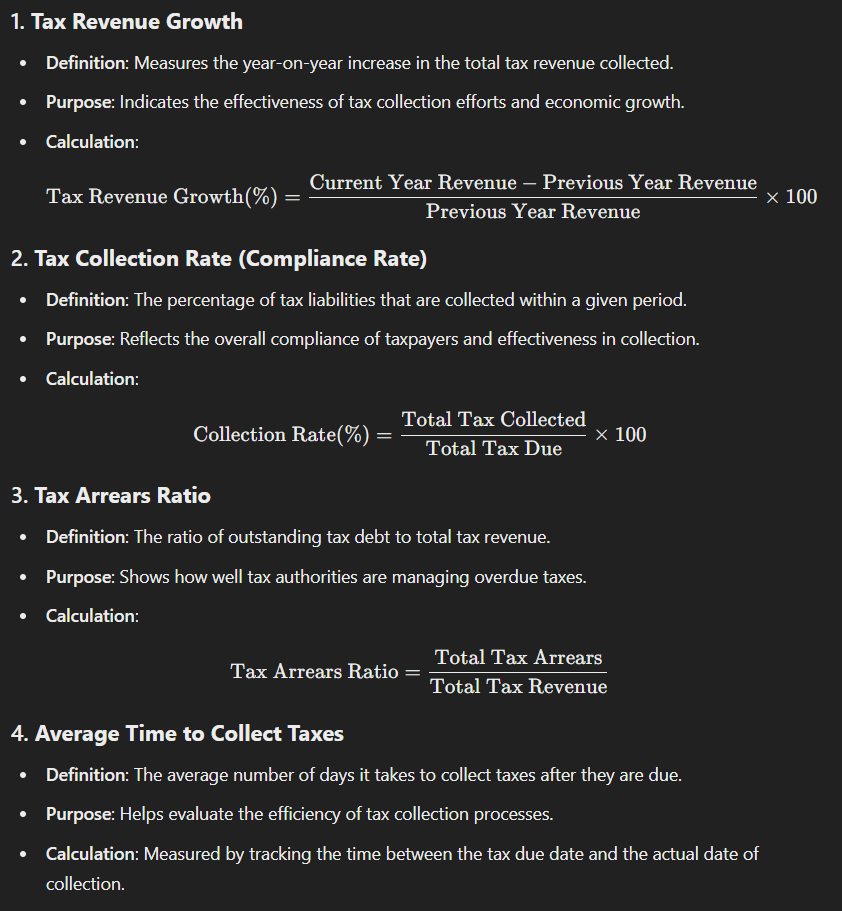 1. Tax Revenue Growth
• Definition: Measures the year-on-year increase in the total tax revenue collected.
• Purpose: Indicates the effectiveness of tax collection efforts and economic growth.
• Calculation:
Tax Revenue Growth(%) = Current Year Revenue − Previous Year Revenue / Previous Year Revenue × 100
2. Tax Collection Rate (Compliance Rate)
• Definition: The percentage of tax liabilities that are collected within a given period.
• Purpose: Reflects the overall compliance of taxpayers and effectiveness in collection.
• Calculation:
Collection Rate(%) = Total Tax Collected / Total Tax Due × 100
3. Tax Arrears Ratio
• Definition: The ratio of outstanding tax debt to total tax revenue.
• Purpose: Shows how well tax authorities are managing overdue taxes.
• Calculation:
Tax Arrears Ratio = Total Tax Arrears / Total Tax Revenue
4. Average Time to Collect Taxes
• Definition: The average number of days it takes to collect taxes after they are due.
• Purpose: Helps evaluate the efficiency of tax collection processes.
• Calculation: Measured by tracking the time between the tax due date and the actual date of
collection.